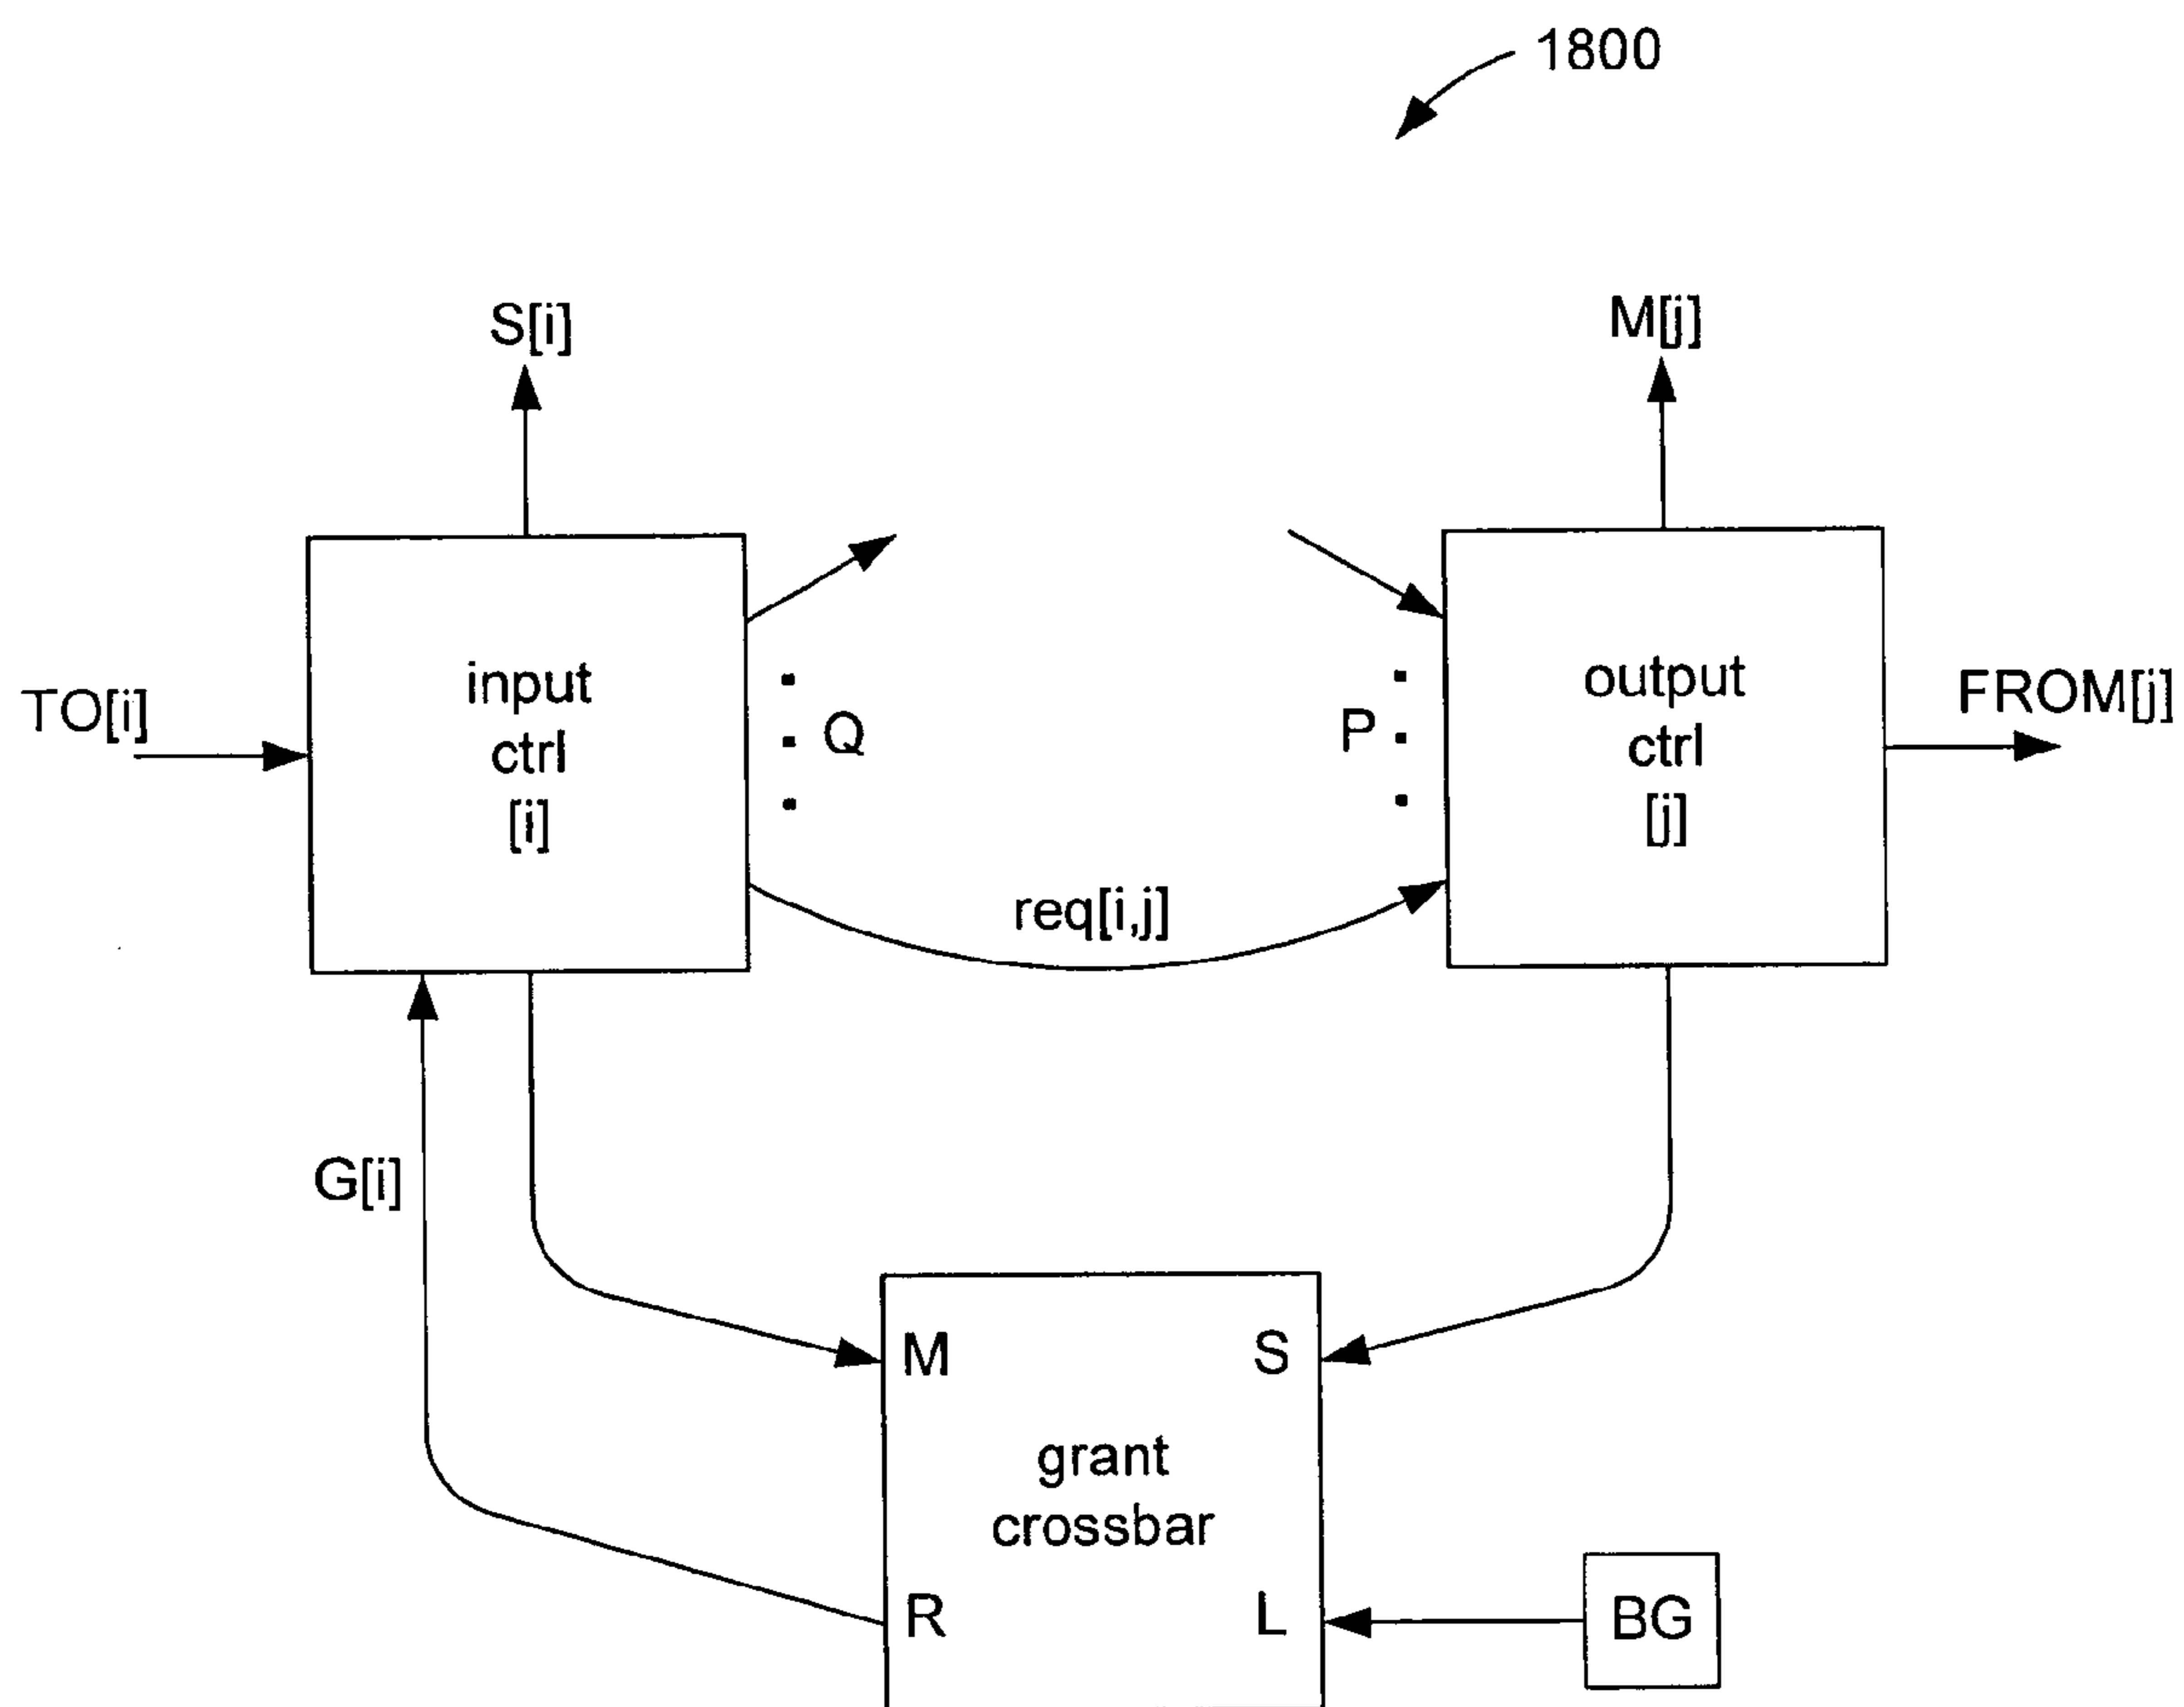 1800
S[i]
M[j]
TO[i]
input
ctrl
[i]
Q
P
output
ctrl
[j]
FROM[j]
req[i,j]
G[i]
M
S
grant
crossbar
R
L
BG